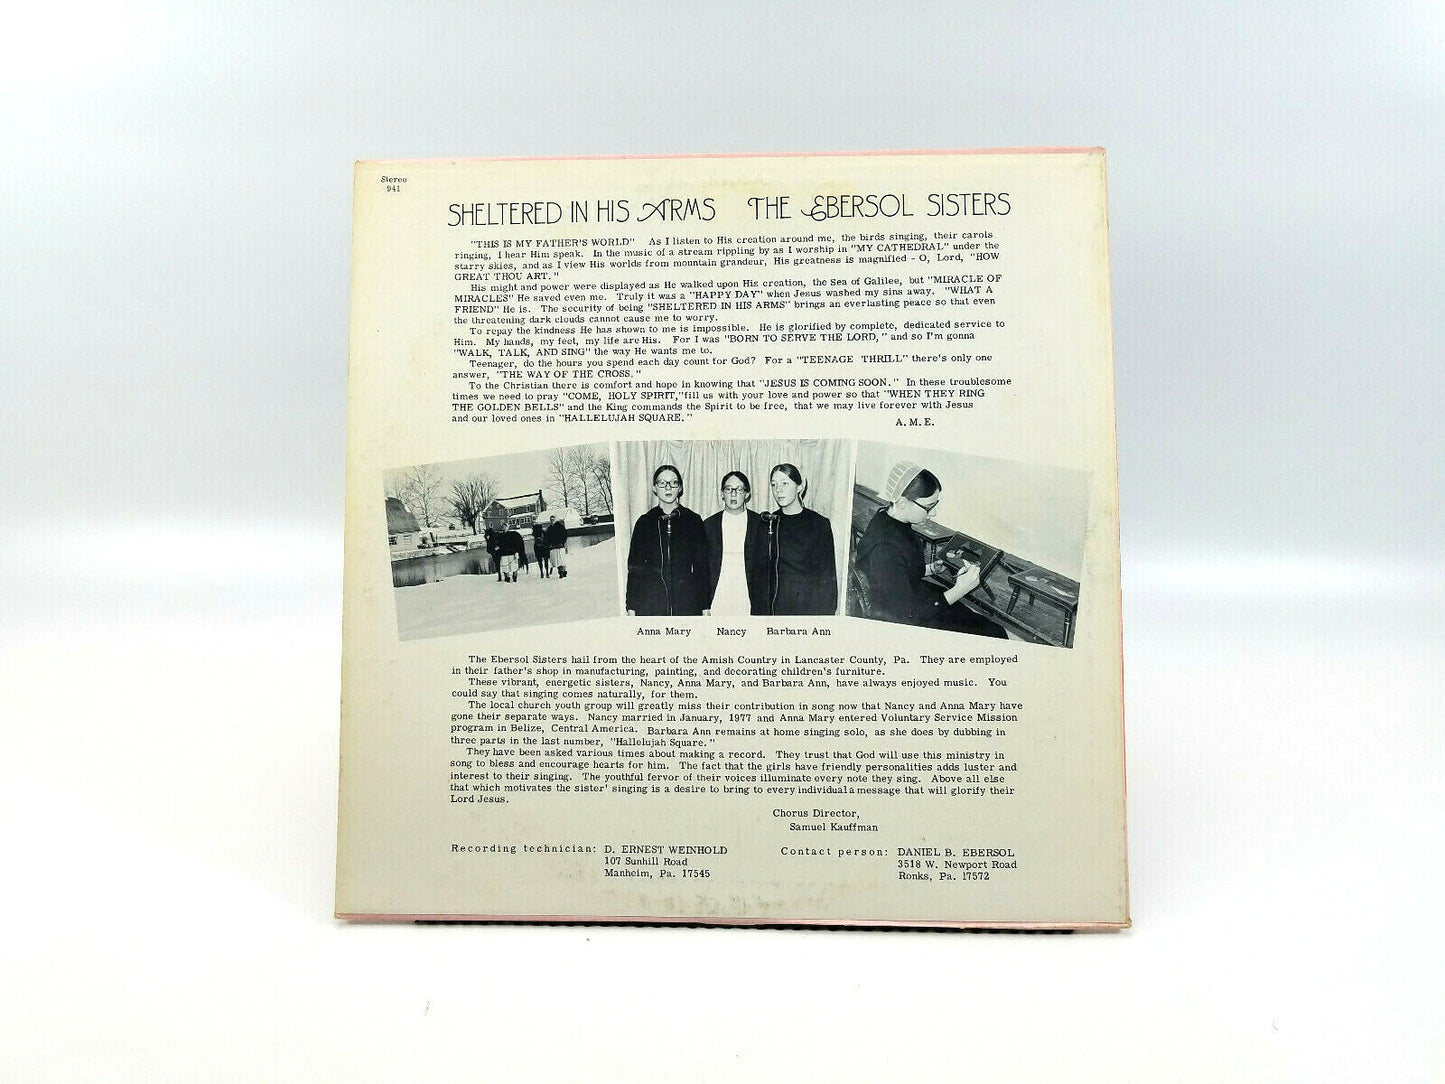 Stereo
941
SHELTERED IN HIS ARMS THE EBERSOL SISTERS
"THIS IS MY FATHER'S WORLD" As I listen to His creation around me, the birds singing, their carols
ringing, I hear Him speak. In the music of a stream rippling by as I worship in "MY CATHEDRAL" under the
starry skies, and as I view His worlds from mountain grandeur, His greatness is magnified - O, Lord, "HOW
GREAT THOU ART."
His might and power were displayed as He walked upon His creation, the Sea of Galilee, but "MIRACLE OF
MIRACLES" He saved even me. Truly it was a "HAPPY DAY" when Jesus washed my sins away. "WHAT A
FRIEND" He is. The security of being "SHELTERED IN HIS ARMS" brings an everlasting peace so that even
the threatening dark clouds cannot cause me to worry.
To repay the kindness He has shown to me is impossible. He is glorified by complete, dedicated service to
Him. My hands, my feet, my life are His. For I was "BORN TO SERVE THE LORD," and so I'm gonna
"WALK, TALK, AND SING" the way He wants me to.
Teenager, do the hours you spend each day count for God? For a "TEENAGE THRILL" there's only one
answer, "THE WAY OF THE CROSS."
To the Christian there is comfort and hope in knowing that "JESUS IS COMING SOON." In these troublesome
times we need to pray "COME, HOLY SPIRIT,"fill us with your love and power so that "WHEN THEY RING
THE GOLDEN BELLS" and the King commands the Spirit to be free, that we may live forever with Jesus
and our loved ones in "HALLELUJAH SQUARE."
A. M. E.
Anna Mary Nancy Barbara Ann
The Ebersol Sisters hail from the heart of the Amish Country in Lancaster County, Pa. They are employed
in their father's shop in manufacturing, painting, and decorating children's furniture.
These vibrant, energetic sisters, Nancy, Anna Mary, and Barbara Ann, have always enjoyed music. You
could say that singing comes naturally, for them.
The local church youth group will greatly miss their contribution in song now that Nancy and Anna Mary have
gone their separate ways. Nancy married in January, 1977 and Anna Mary entered Voluntary Service Mission
program in Belize, Central America. Barbara Ann remains at home singing solo, as she does by dubbing in
three parts in the last number, "Hallelujah Square."
They have been asked various times about making a record. They trust that God will use this ministry in
song to bless and encourage hearts for him. The fact that the girls have friendly personalities adds luster and
interest to their singing. The youthful fervor of their voices illuminate every note they sing. Above all else
that which motivates the sister' singing is a desire to bring to every individual a message that will glorify their
Lord Jesus.
Chorus Director,
Samuel Kauffman
Recording technician: D. ERNEST WEINHOLD
107 Sunhill Road
Manheim, Pa. 17545
Contact person: DANIEL B. EBERSOL
3518 W. Newport Road
Ronks, Pa. 17572